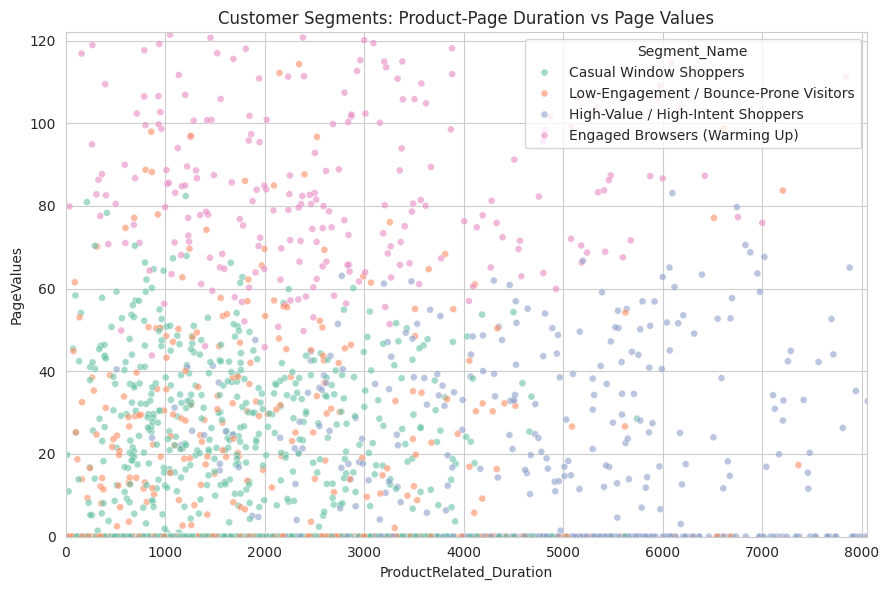 Customer Segments: Product-Page Duration vs Page Values
Segment_Name
Casual Window Shoppers
Low-Engagement / Bounce-Prone Visitors
High-Value / High-Intent Shoppers
Engaged Browsers (Warming Up)
PageValues
120
100
80
60
40
20
0
0 1000 2000 3000 4000 5000 6000 7000 8000
ProductRelated_Duration